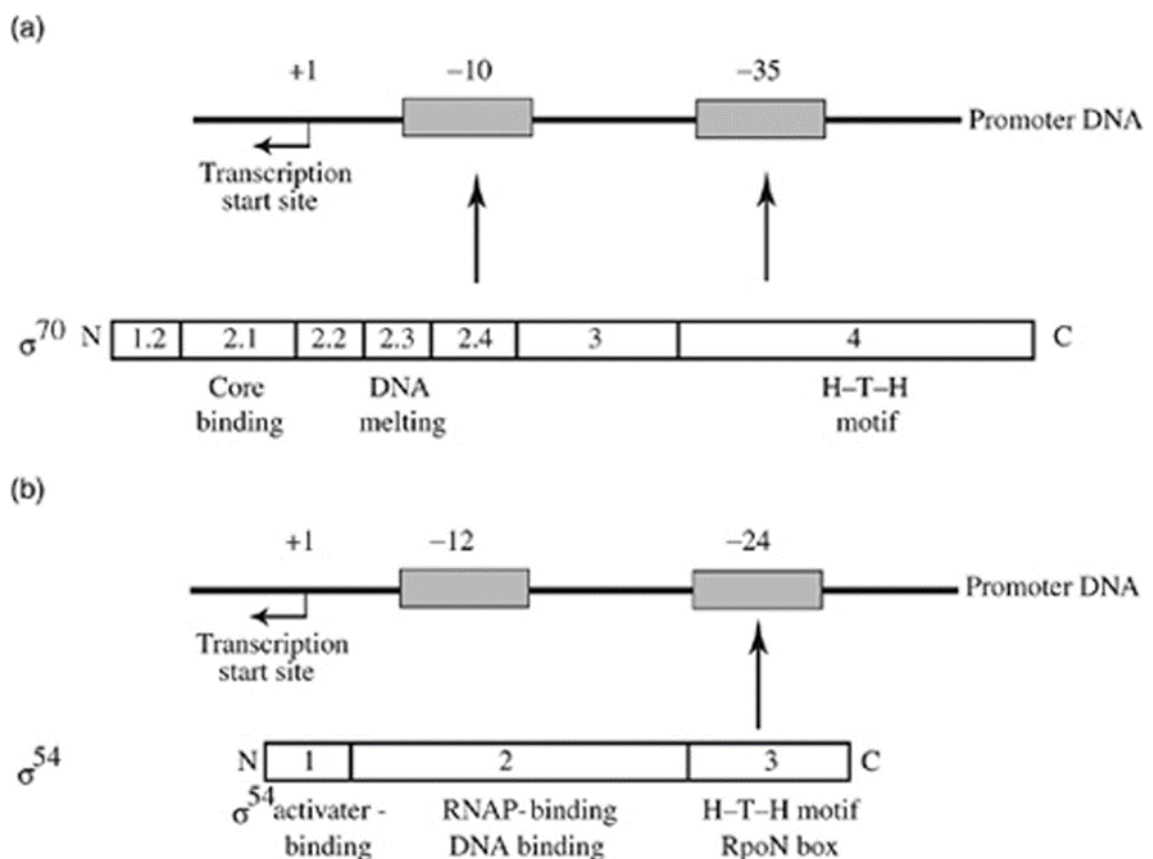 (a)
+1 −10 −35
Promoter DNA
Transcription
start site
σ70 N 1.2 2.1 2.2 2.3 2.4 3 4 C
Core DNA H–T–H
binding melting motif
(b)
+1 −12 −24
Promoter DNA
Transcription
start site
σ54 N 1 2 3 C
σ54 activater - RNAP-binding H–T–H motif
binding DNA binding RpoN box